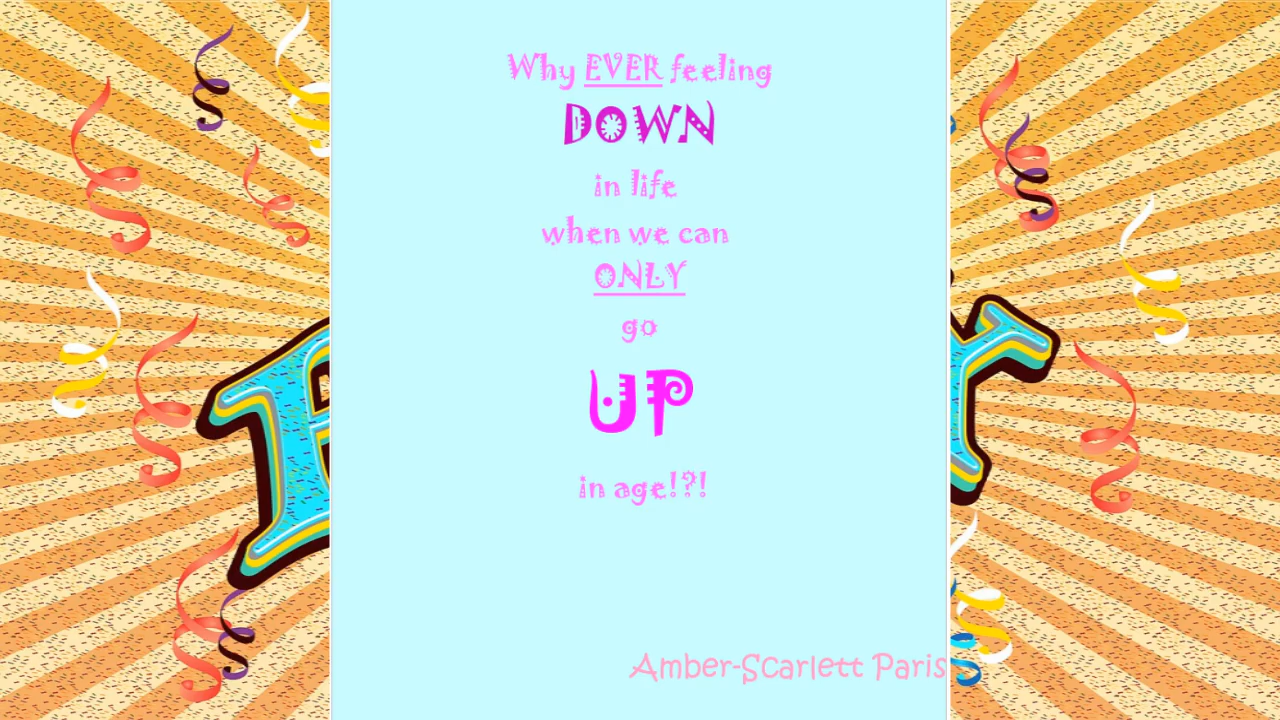 Why EVER feeling
DOWN
in life
when we can
ONLY
go
UP
in age!?!
Amber-Scarlett Paris